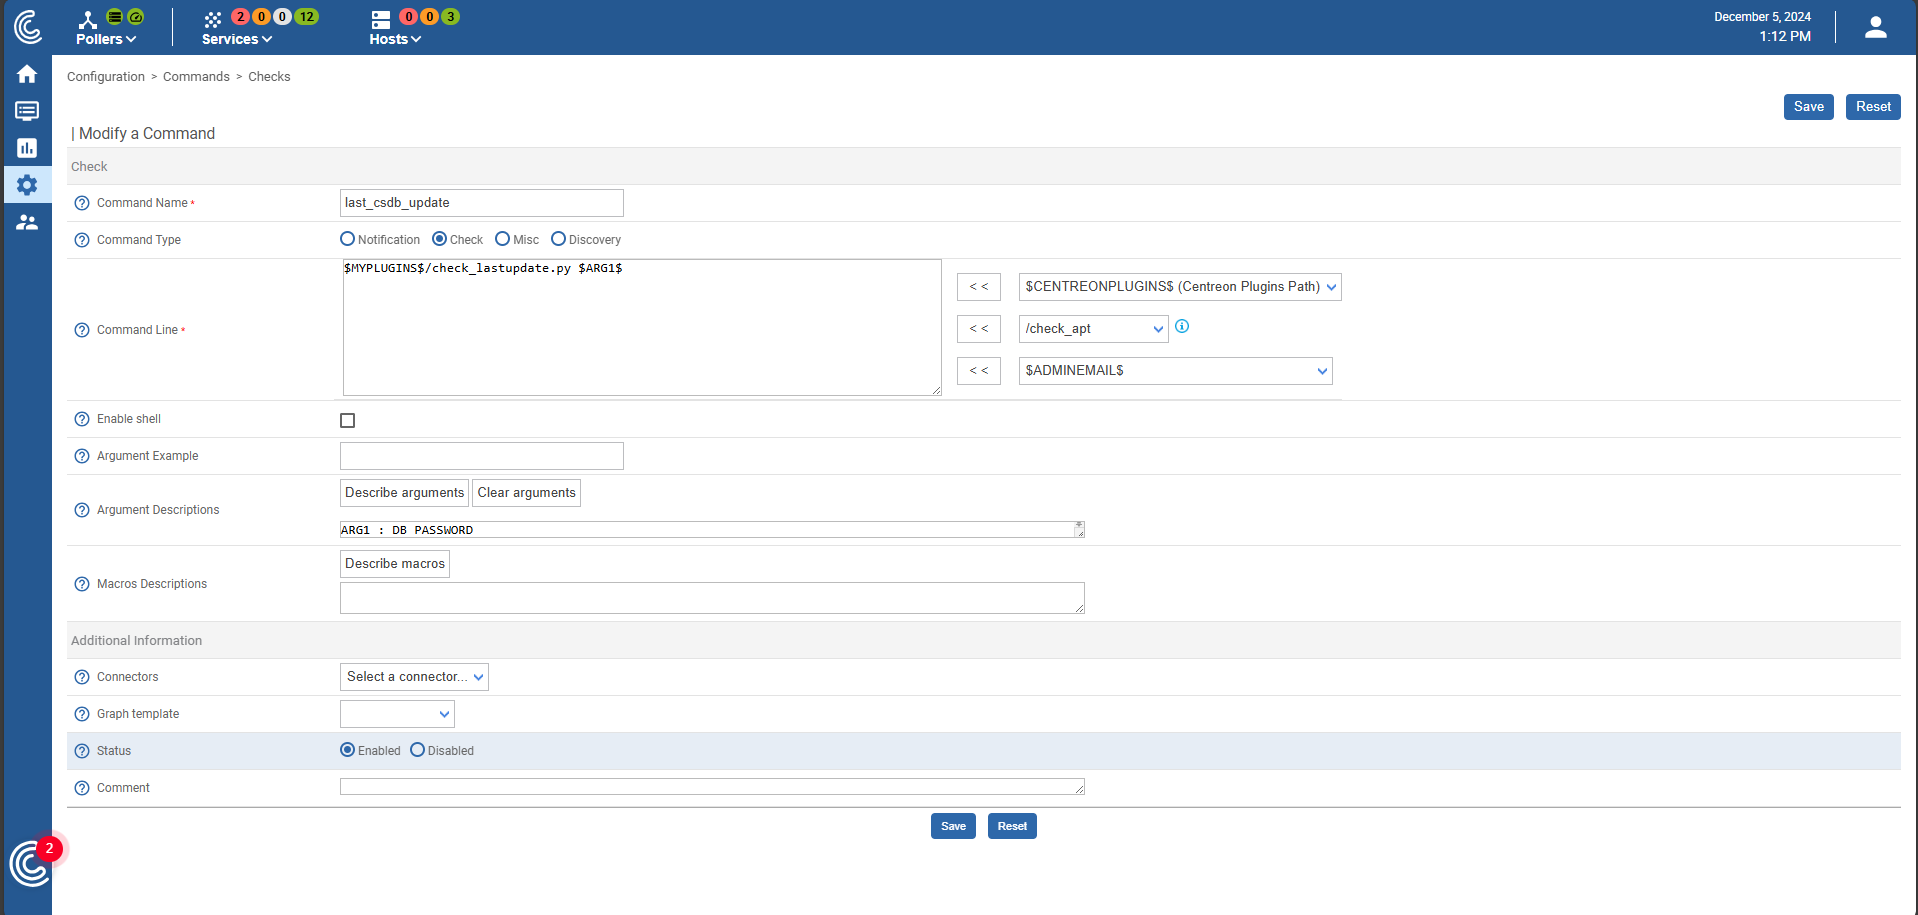 Pollers
2 0 0 12
Services
0 0 3
Hosts
December 5, 2024
1:12 PM
Configuration > Commands > Checks
Save Reset
| Modify a Command
Check
Command Name * last_csdb_update
Command Type Notification Check Misc Discovery
$MYPLUGINS$/check_lastupdate.py $ARG1$
<< $CENTREONPLUGINS$ (Centreon Plugins Path)
Command Line * << /check_apt
<< $ADMINEMAIL$
Enable shell
Argument Example
Describe arguments Clear arguments
Argument Descriptions
ARG1 : DB PASSWORD
Describe macros
Macros Descriptions
Additional Information
Connectors Select a connector...
Graph template
Status Enabled Disabled
Comment
Save Reset
2